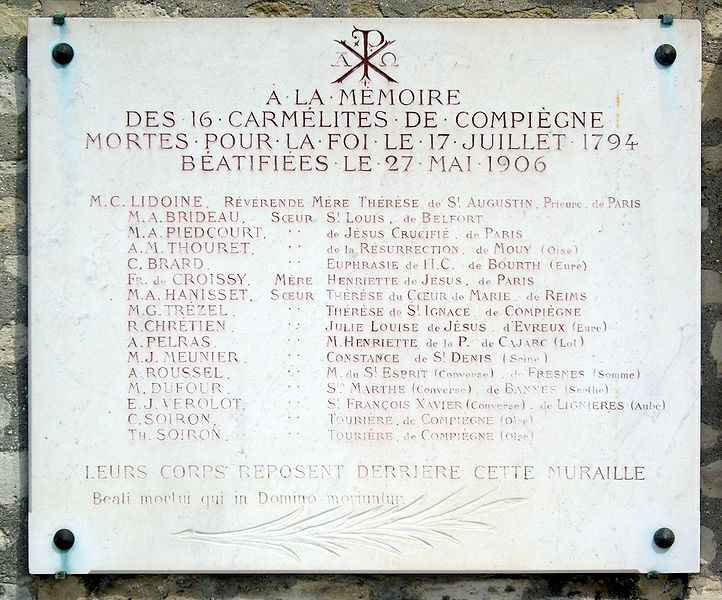 Α Ω
A·LA·MÉMOIRE
DES·16·CARMÉLITES·DE·COMPIÈGNE
MORTES·POUR·LA·FOI·LE·17·JUILLET·1794
BÉATIFIÉES·LE·27·MAI·1906
M.C. LIDOINE, RÉVÉRENDE MÈRE THÉRÈSE de St AUGUSTIN, Prieure, de PARIS
M.A. BRIDEAU, SŒUR St LOUIS, de BELFORT
M.A. PIEDCOURT, '' de JÉSUS CRUCIFIÉ, de PARIS
A.M. THOURET, '' de la RÉSURRECTION, de MOUY (Oise)
C. BRARD, '' EUPHRASIE de l'I.C. de BOURTH (Eure)
Fr. de CROISSY, MÈRE HENRIETTE de JÉSUS, de PARIS
M.A. HANISSET, SŒUR THÉRÈSE du CŒUR de MARIE, de REIMS
M.G. TRÉZEL, '' THÉRÈSE de St IGNACE, de COMPIÈGNE
R. CHRÉTIEN, '' JULIE LOUISE de JÉSUS, d'EVREUX (Eure)
A. PELRAS, '' M. HENRIETTE de la P. de CAJARC (Lot)
M.J. MEUNIER, '' CONSTANCE de St DENIS (Seine)
A. ROUSSEL, '' M. du St ESPRIT (Converse), de FRESNES (Somme)
M. DUFOUR, '' Ste MARTHE (Converse), de BANNES (Sarthe)
E.J. VEROLOT, '' St FRANÇOIS XAVIER (Converse), de LIGNIÈRES (Aube)
C. SOIRON, '' TOURIÈRE, de COMPIÈGNE (Oise)
Th. SOIRON, '' TOURIÈRE, de COMPIÈGNE (Oise)
LEURS CORPS REPOSENT DERRIÈRE CETTE MURAILLE
Beati mortui qui in Domino moriuntur